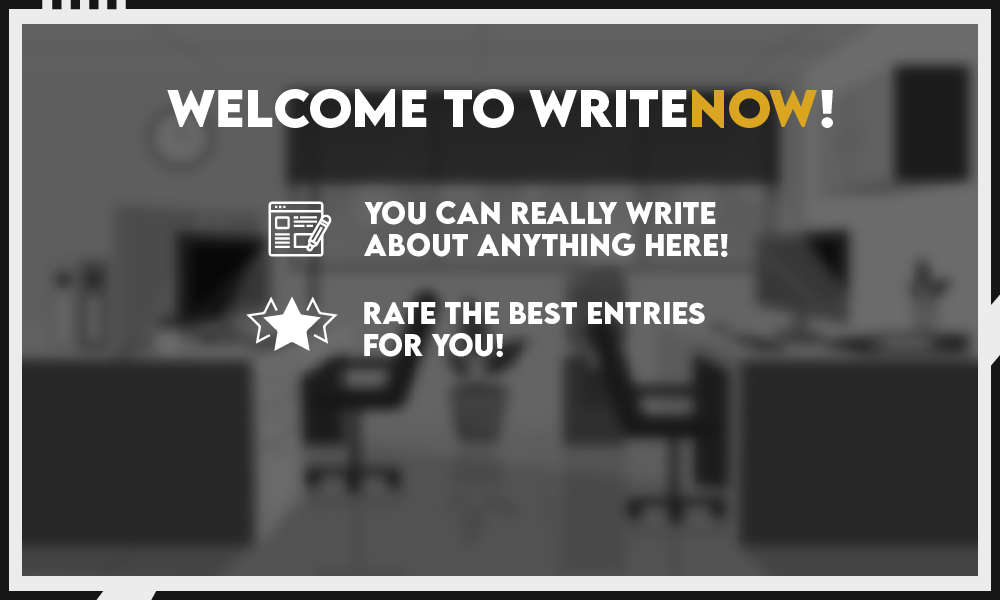 WELCOME TO WRITENOW!
YOU CAN REALLY WRITE
ABOUT ANYTHING HERE!
RATE THE BEST ENTRIES
FOR YOU!